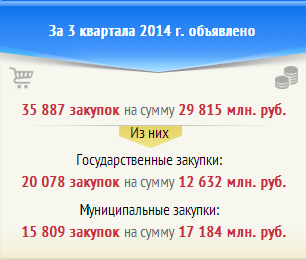 За 3 квартала 2014 г. объявлено
35 887 закупок на сумму 29 815 млн. руб.
Из них
Государственные закупки:
20 078 закупок на сумму 12 632 млн. руб.
Муниципальные закупки:
15 809 закупок на сумму 17 184 млн. руб.